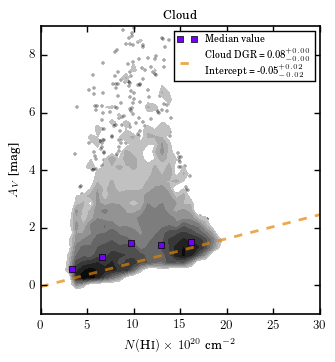 Cloud
Median value
Cloud DGR = 0.08^{+0.00}_{-0.00}
Intercept = -0.05^{+0.02}_{-0.02}
8
6
4
2
0
A_V [mag]
0 5 10 15 20 25 30
N(HI) × 10^{20} cm^{-2}